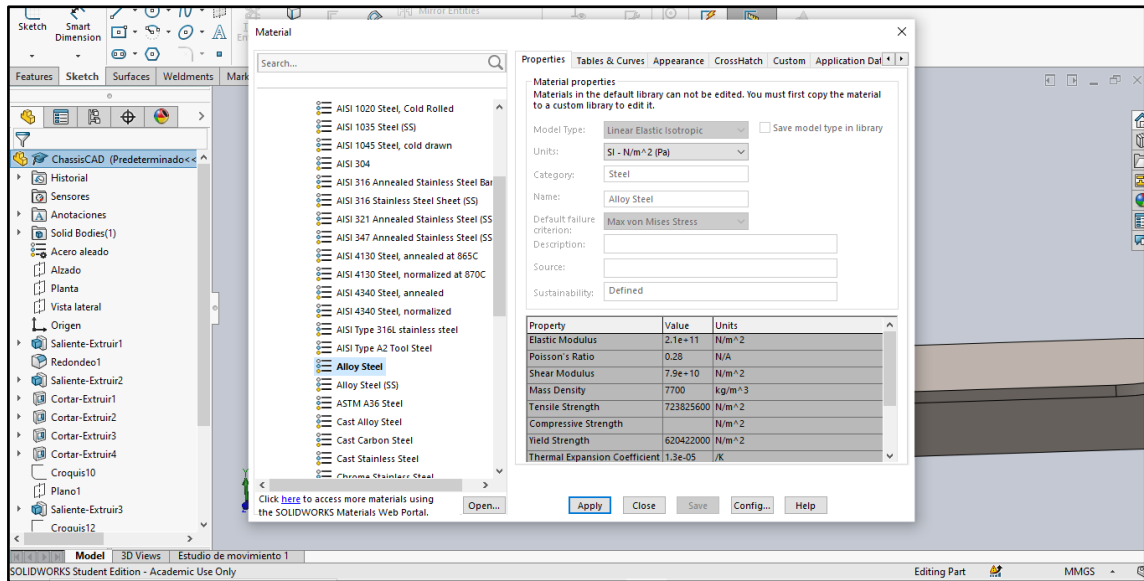 Mirror Entities
Sketch
Smart Dimension
Features Sketch Surfaces Weldments Mark
ChassisCAD (Predeterminado<<
Historial
Sensores
Anotaciones
Solid Bodies(1)
Acero aleado
Alzado
Planta
Vista lateral
Origen
Saliente-Extruir1
Redondeo1
Saliente-Extruir2
Cortar-Extruir1
Cortar-Extruir2
Cortar-Extruir3
Cortar-Extruir4
Croquis10
Plano1
Saliente-Extruir3
Croquis12
Material
Search...
AISI 1020 Steel, Cold Rolled
AISI 1035 Steel (SS)
AISI 1045 Steel, cold drawn
AISI 304
AISI 316 Annealed Stainless Steel Bar
AISI 316 Stainless Steel Sheet (SS)
AISI 321 Annealed Stainless Steel (SS
AISI 347 Annealed Stainless Steel (SS
AISI 4130 Steel, annealed at 865C
AISI 4130 Steel, normalized at 870C
AISI 4340 Steel, annealed
AISI 4340 Steel, normalized
AISI Type 316L stainless steel
AISI Type A2 Tool Steel
Alloy Steel
Alloy Steel (SS)
ASTM A36 Steel
Cast Alloy Steel
Cast Carbon Steel
Cast Stainless Steel
Chrome Stainless Steel
Click here to access more materials using
the SOLIDWORKS Materials Web Portal.
Open...
Properties Tables & Curves Appearance CrossHatch Custom Application Dat
Material properties
Materials in the default library can not be edited. You must first copy the material
to a custom library to edit it.
Model Type: Linear Elastic Isotropic Save model type in library
Units: SI - N/m^2 (Pa)
Category: Steel
Name: Alloy Steel
Default failure
criterion: Max von Mises Stress
Description:
Source:
Sustainability: Defined
Property Value Units
Elastic Modulus 2.1e+11 N/m^2
Poisson's Ratio 0.28 N/A
Shear Modulus 7.9e+10 N/m^2
Mass Density 7700 kg/m^3
Tensile Strength 723825600 N/m^2
Compressive Strength N/m^2
Yield Strength 620422000 N/m^2
Thermal Expansion Coefficient 1.3e-05 /K
Apply Close Save Config... Help
Model 3D Views Estudio de movimiento 1
SOLIDWORKS Student Edition - Academic Use Only
Editing Part MMGS